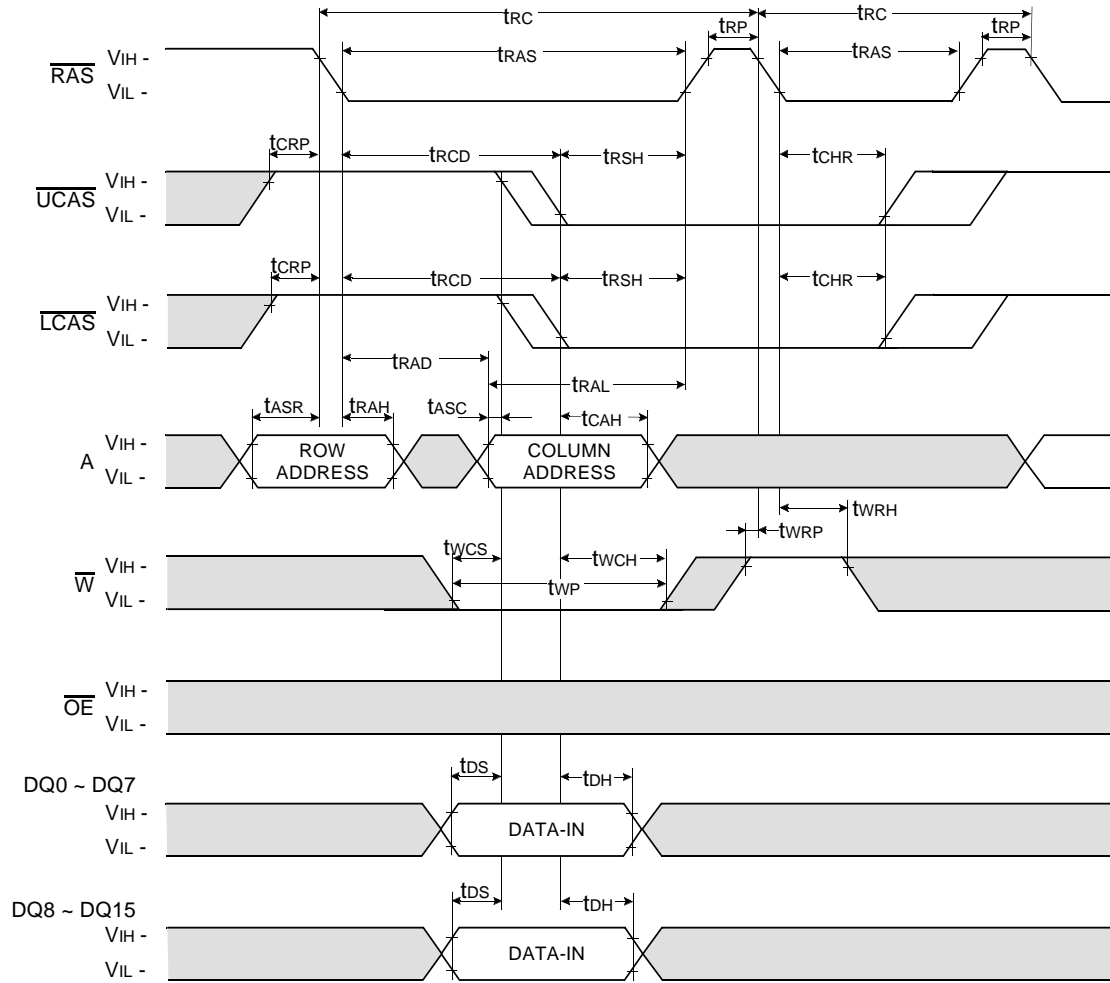 tRC tRC
tRP tRP
tRAS tRAS
RAS VIH -
VIL -
tCRP tRCD tRSH tCHR
UCAS VIH -
VIL -
tCRP tRCD tRSH tCHR
LCAS VIH -
VIL -
tRAD tRAL
tASR tRAH tASC tCAH
A VIH -
VIL -
ROW ADDRESS
COLUMN ADDRESS
tWRH
tWRP
tWCS tWCH
tWP
W VIH -
VIL -
OE VIH -
VIL -
DQ0 ~ DQ7
tDS tDH
VIH -
VIL -
DATA-IN
DQ8 ~ DQ15
tDS tDH
VIH -
VIL -
DATA-IN